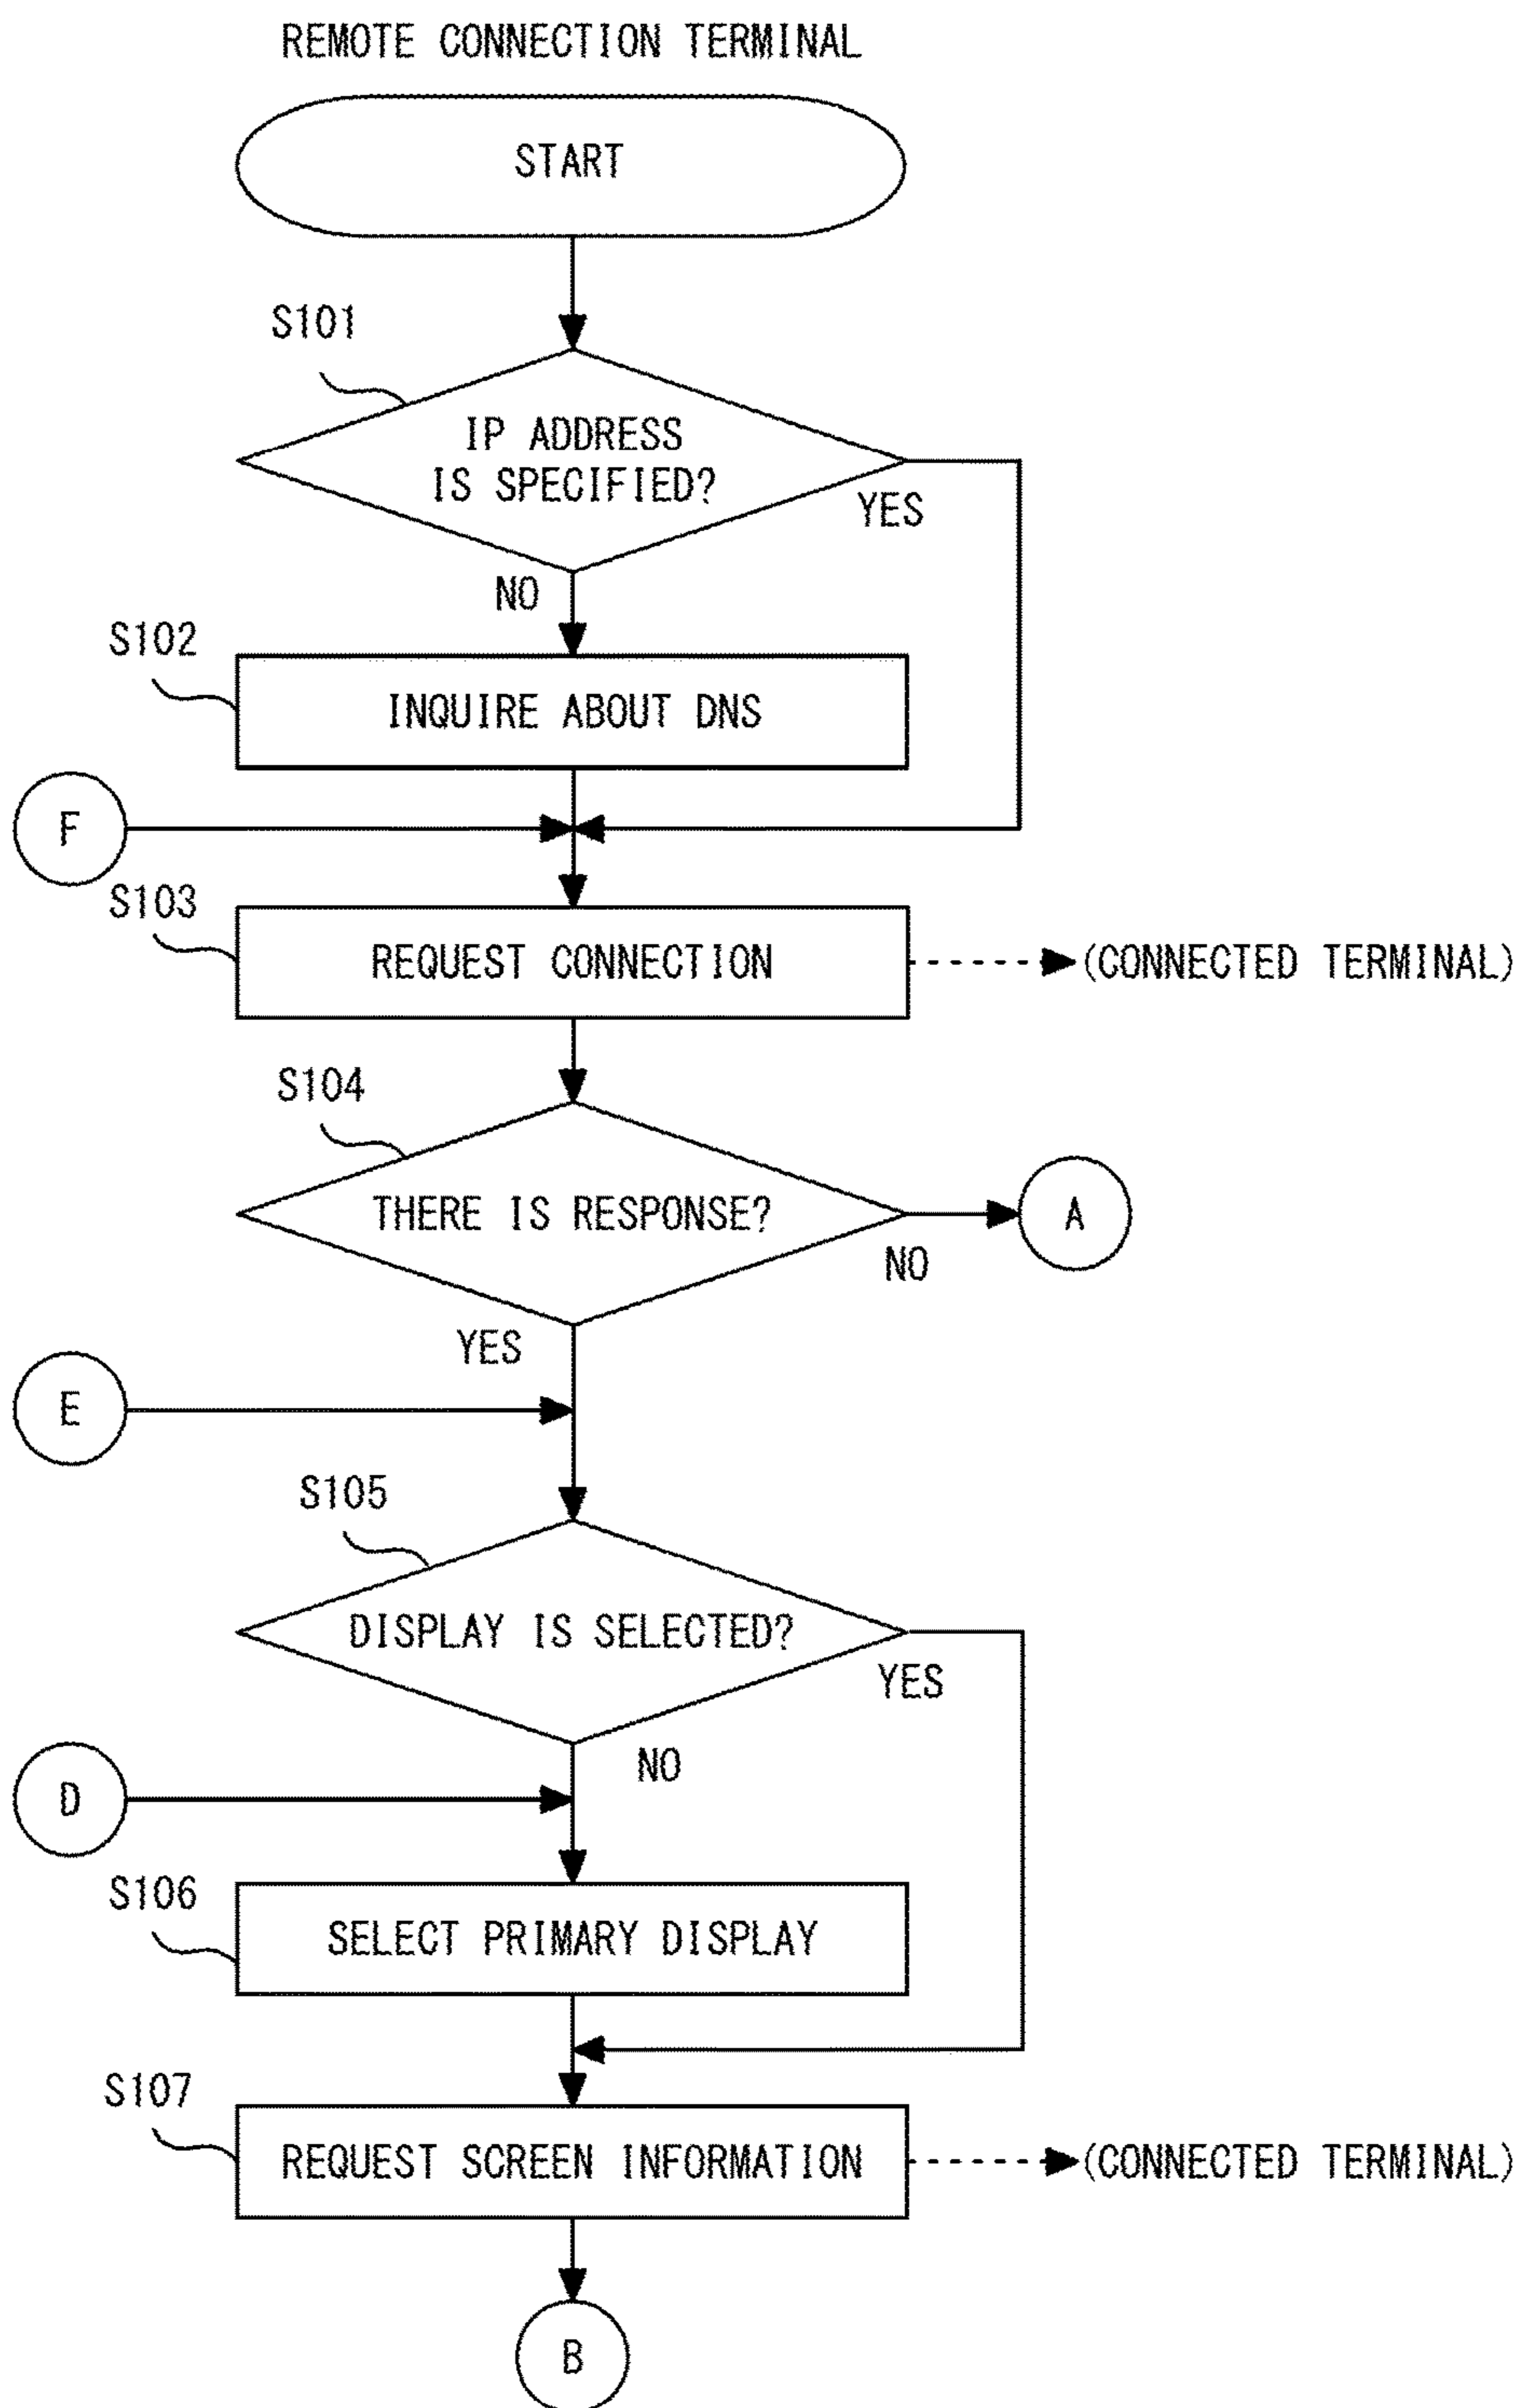 REMOTE CONNECTION TERMINAL
START
S101
IP ADDRESS
IS SPECIFIED?
YES
NO
S102
INQUIRE ABOUT DNS
F
S103
REQUEST CONNECTION
(CONNECTED TERMINAL)
S104
THERE IS RESPONSE?
A
NO
YES
E
S105
DISPLAY IS SELECTED?
YES
NO
D
S106
SELECT PRIMARY DISPLAY
S107
REQUEST SCREEN INFORMATION
(CONNECTED TERMINAL)
B